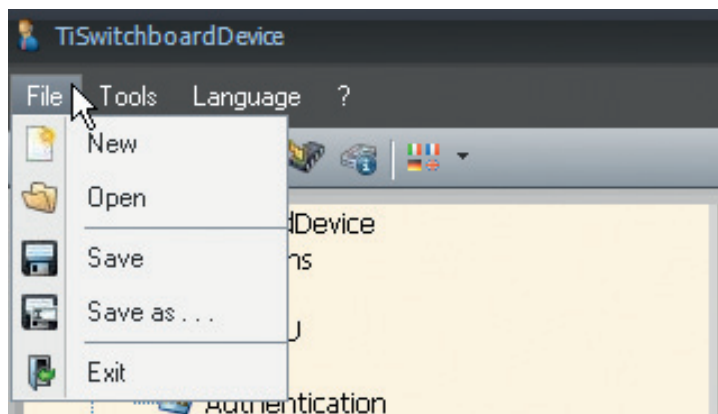 TiSwitchboardDevice
File Tools Language ?
New
Open
dDevice
Save
ns
Save as . . .
Exit
Authentication